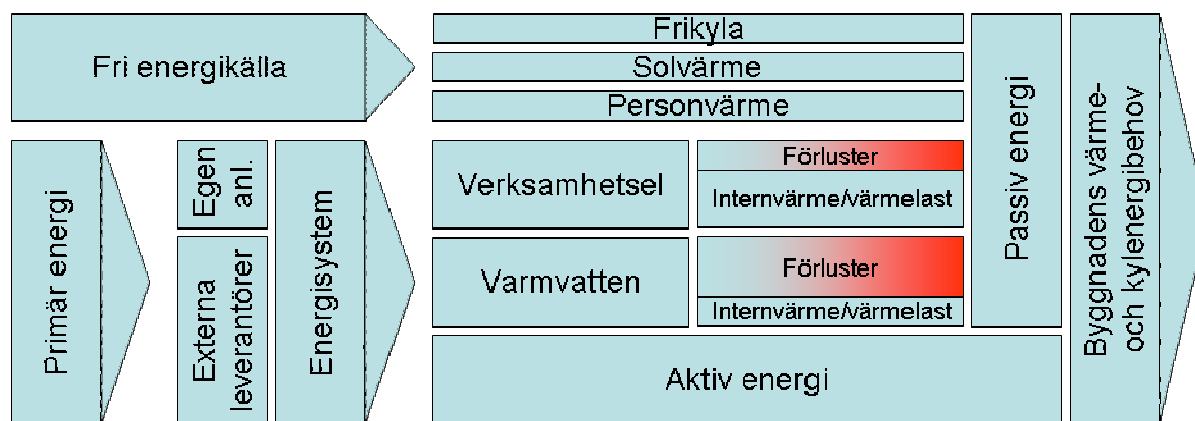 Fri energikälla
Frikyla
Solvärme
Personvärme
Primär energi
Egen
anl.
Externa
leverantörer
Energisystem
Verksamhetsel
Förluster
Internvärme/värmelast
Varmvatten
Förluster
Internvärme/värmelast
Aktiv energi
Passiv energi
Byggnadens värme-
och kylenergibehov